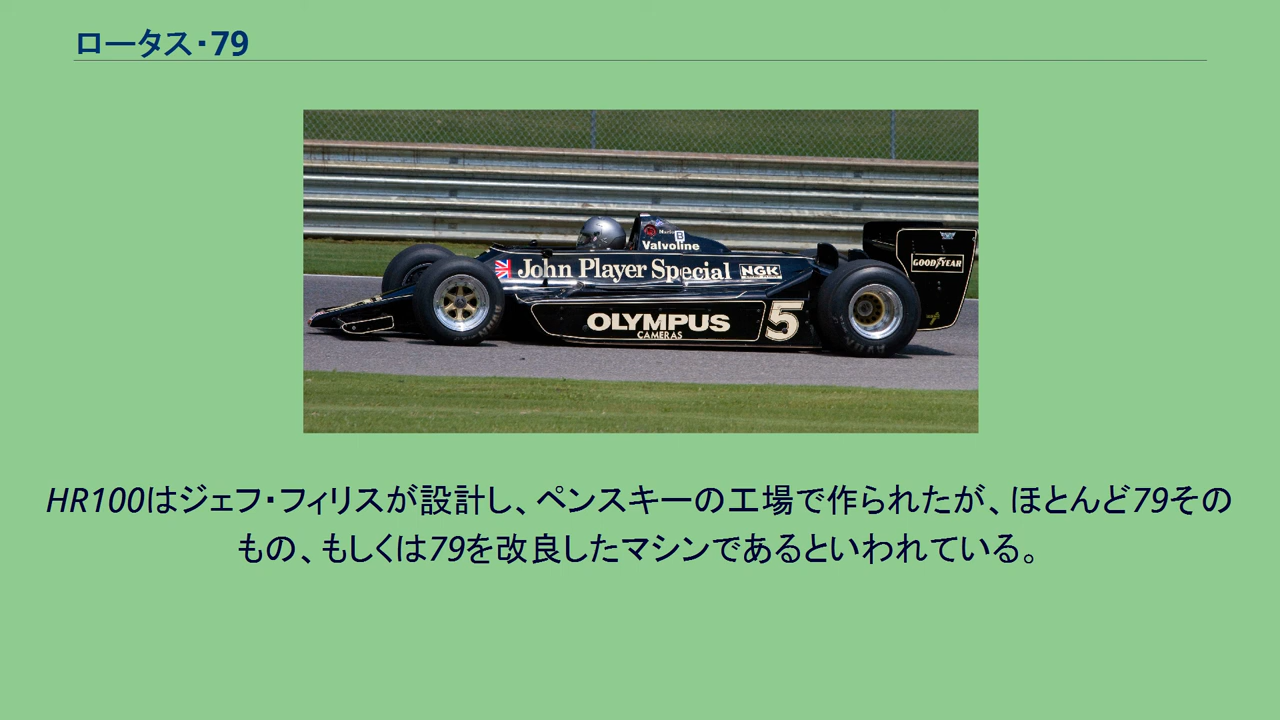 ロータス・79
Valvoline
John Player Special
NGK
GOODYEAR
OLYMPUS
CAMERAS
5
HR100はジェフ・フィリスが設計し、ペンスキーの工場で作られたが、ほとんど79その
もの、もしくは79を改良したマシンであるといわれている。